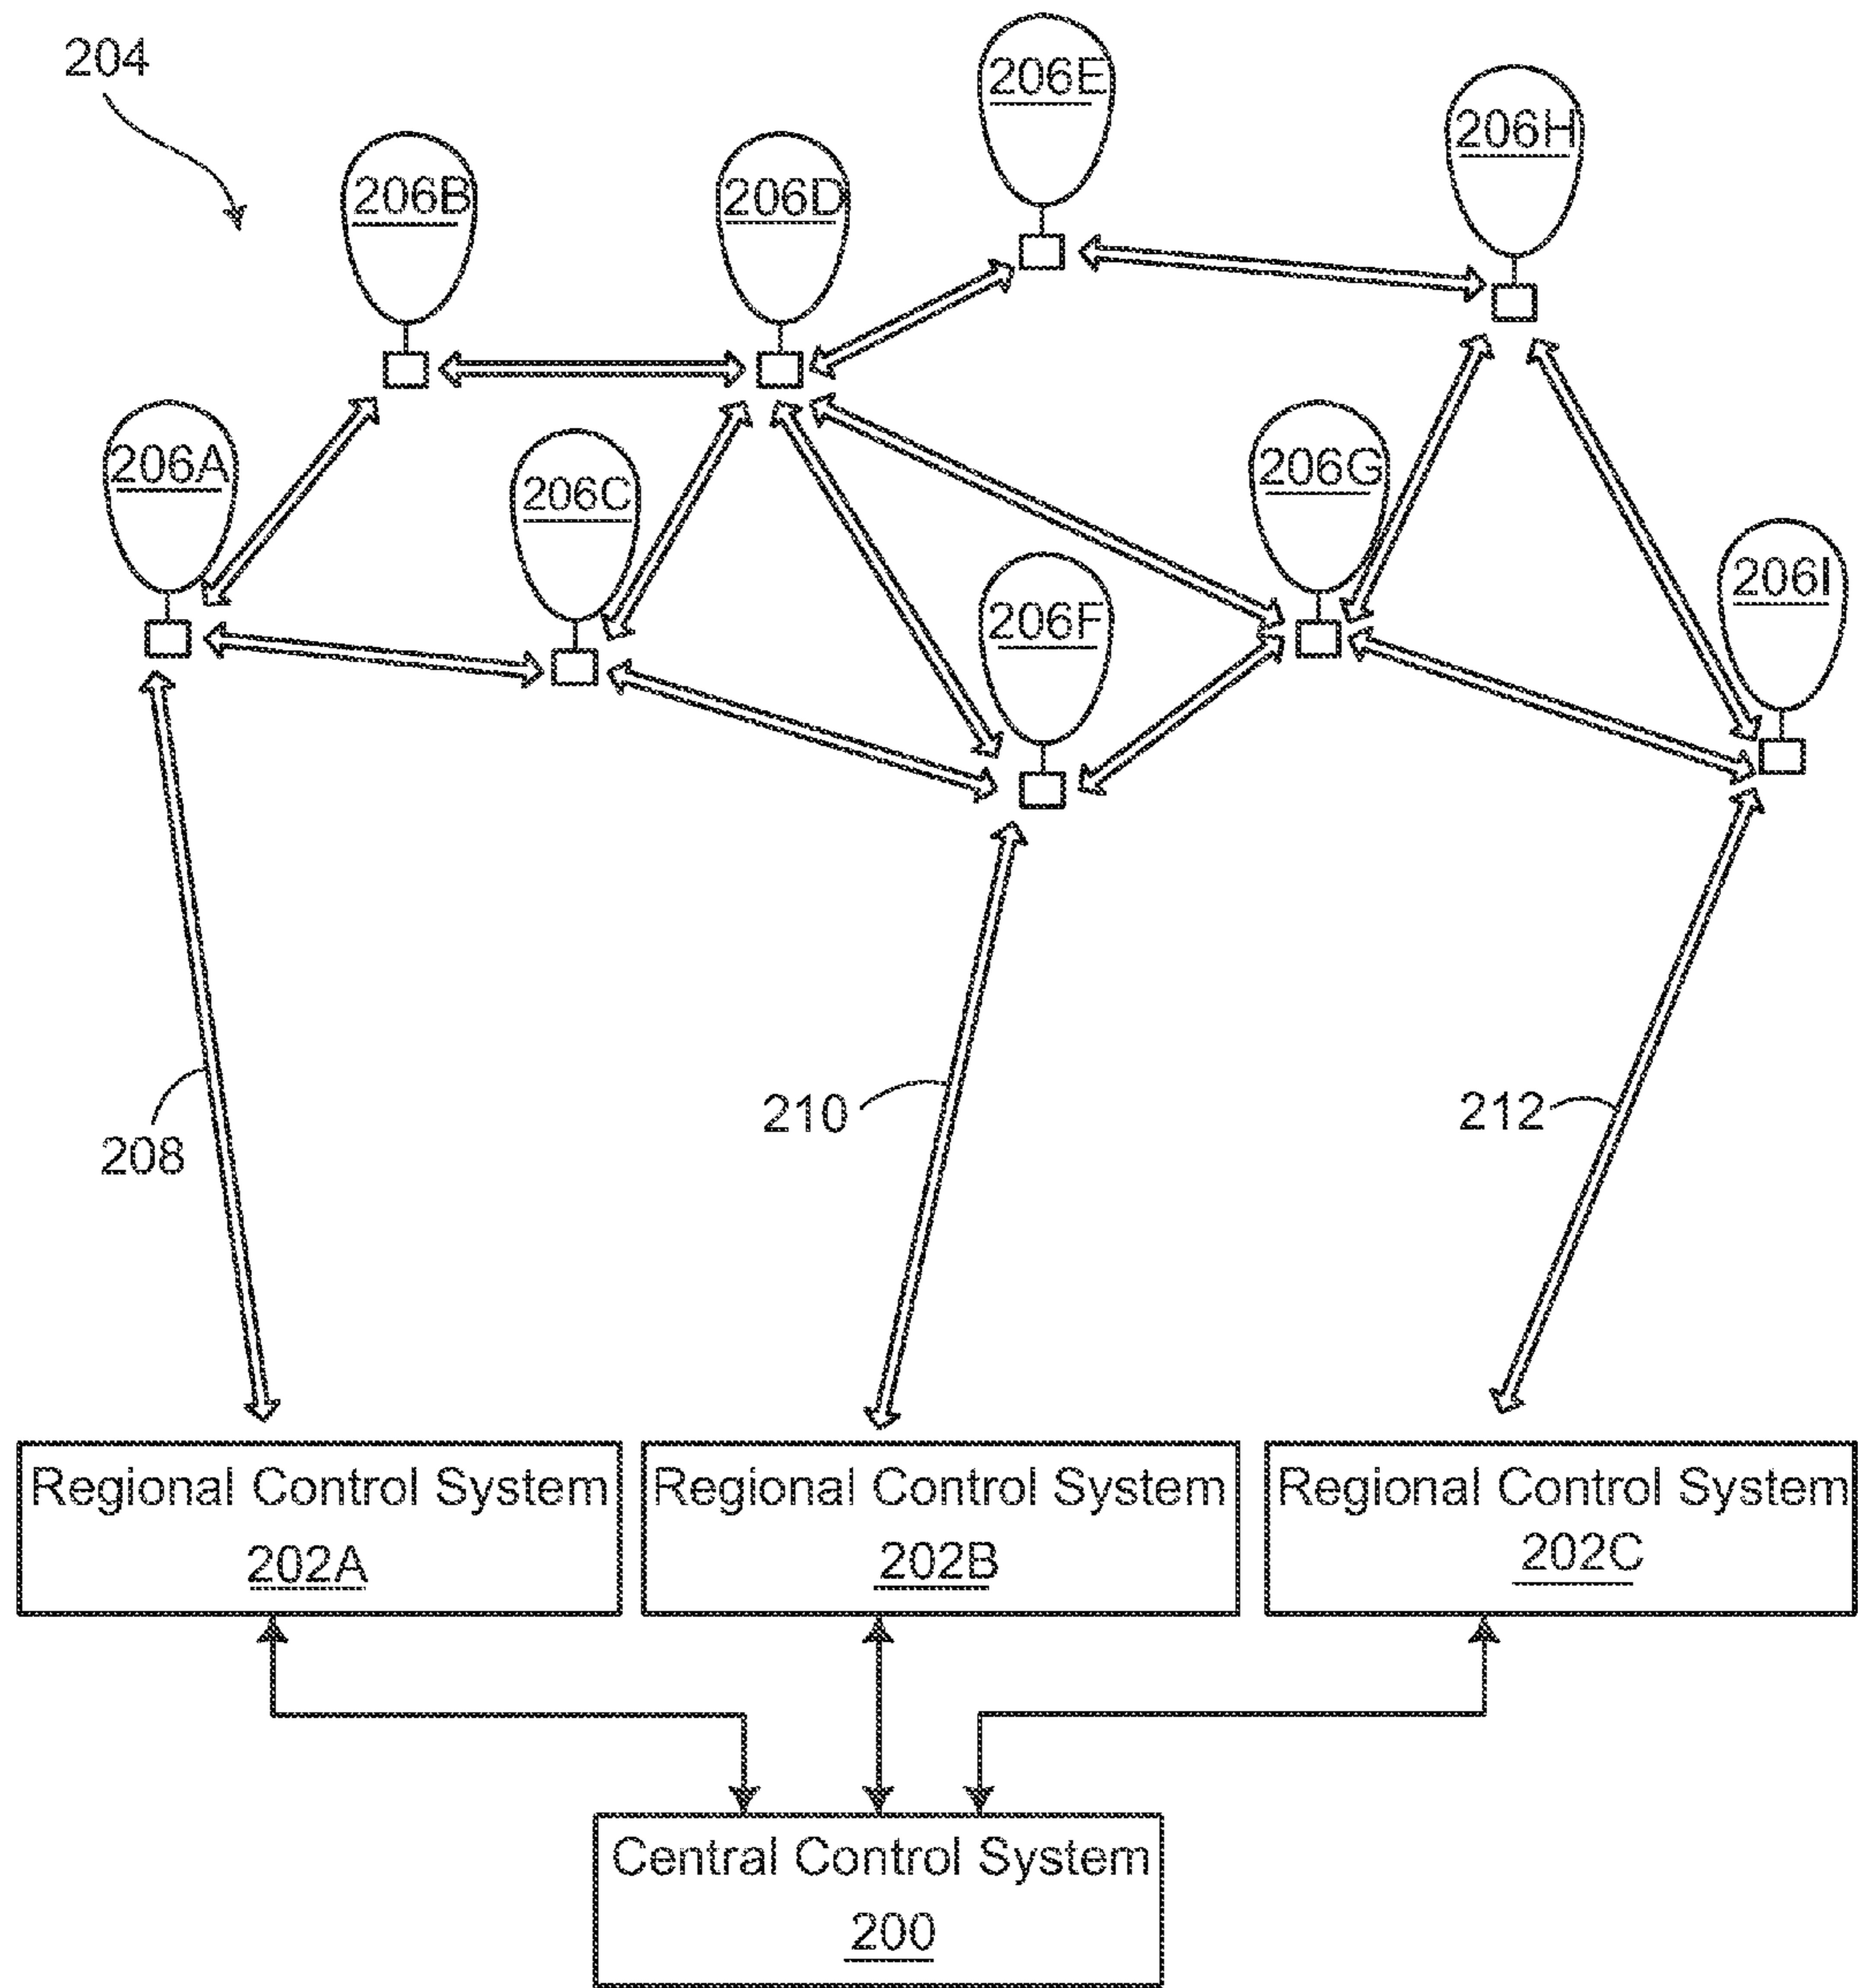 204
206E
206H
206B
206D
206A
206C
206G
206F
206I
208
210
212
Regional Control System
202A
Regional Control System
202B
Regional Control System
202C
Central Control System
200